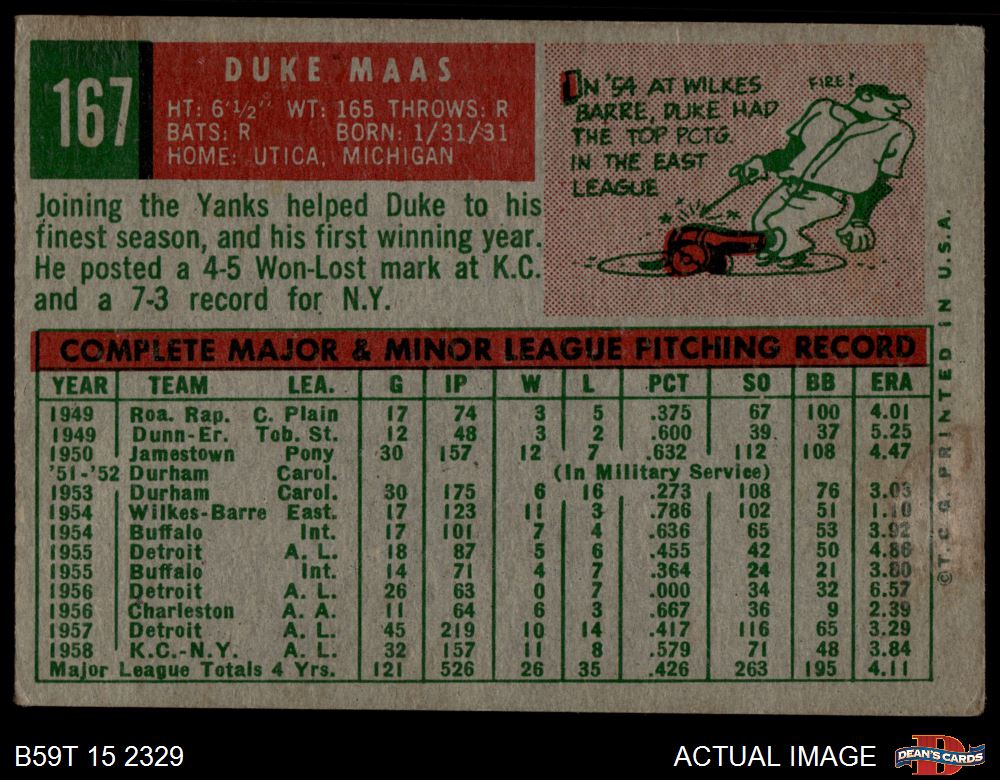 167
DUKE MAAS
HT: 6'½" WT: 165 THROWS: R
BATS: R BORN: 1/31/31
HOME: UTICA, MICHIGAN
IN '54 AT WILKES
BARRE, DUKE HAD
THE TOP PCTG
IN THE EAST
LEAGUE
FIRE!
Joining the Yanks helped Duke to his
finest season, and his first winning year.
He posted a 4-5 Won-Lost mark at K.C.
and a 7-3 record for N.Y.
COMPLETE MAJOR & MINOR LEAGUE PITCHING RECORD
YEAR TEAM LEA. G IP W L PCT SO BB ERA
1949 Roa. Rap. C. Plain 17 74 3 5 .375 67 100 4.01
1949 Dunn-Er. Tob. St. 12 48 3 2 .600 39 37 5.25
1950 Jamestown Pony 30 157 12 7 .632 112 108 4.47
'51-'52 Durham Carol. (In Military Service)
1953 Durham Carol. 30 175 6 16 .273 108 76 3.03
1954 Wilkes-Barre East. 17 123 11 3 .786 102 51 1.10
1954 Buffalo Int. 17 101 7 4 .636 65 53 3.92
1955 Detroit A. L. 18 87 5 6 .455 42 50 4.86
1955 Buffalo Int. 14 71 4 7 .364 24 21 3.80
1956 Detroit A. L. 26 63 0 7 .000 34 32 6.57
1956 Charleston A. A. 11 64 6 3 .667 36 9 2.39
1957 Detroit A. L. 45 219 10 14 .417 116 65 3.29
1958 K.C.-N.Y. A. L. 32 157 11 8 .579 71 48 3.84
Major League Totals 4 Yrs. 121 526 26 35 .426 263 195 4.11
©T.C.G. PRINTED IN U.S.A.
B59T 15 2329
ACTUAL IMAGE
D
DEAN'S CARDS